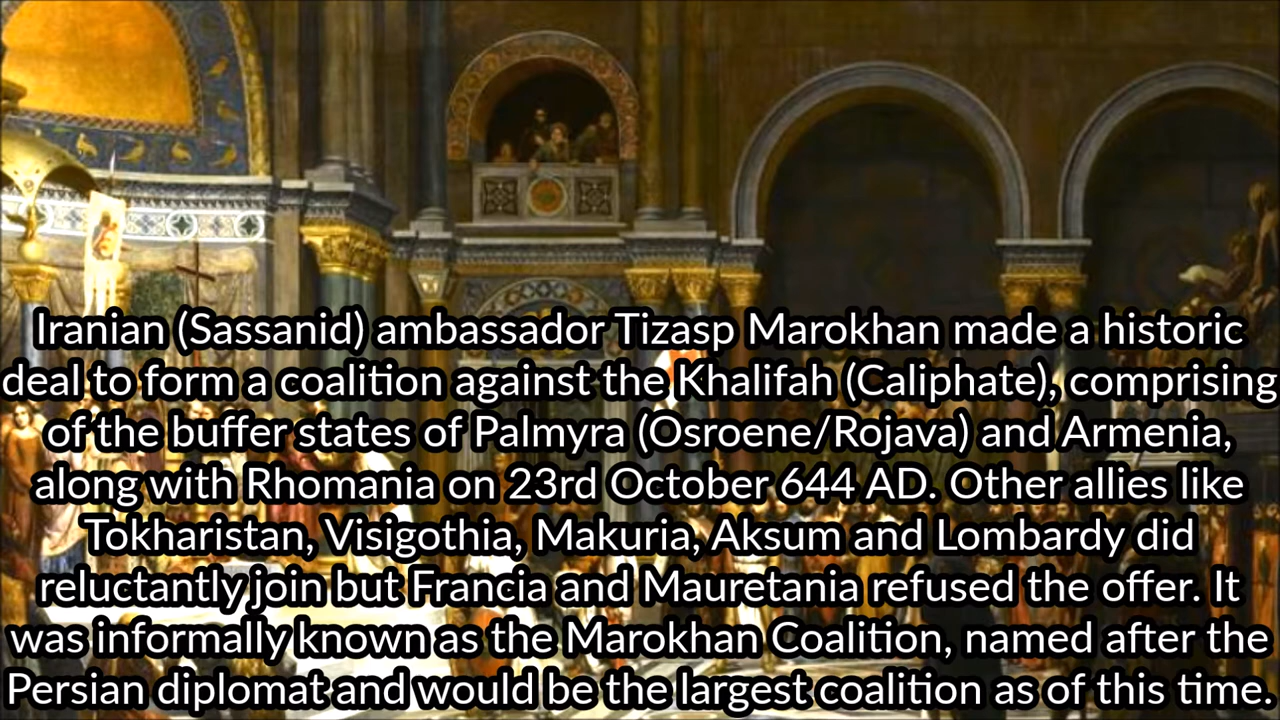 Iranian (Sassanid) ambassador Tizasp Marokhan made a historic
deal to form a coalition against the Khalifah (Caliphate), comprising
of the buffer states of Palmyra (Osroene/Rojava) and Armenia,
along with Rhomania on 23rd October 644 AD. Other allies like
Tokharistan, Visigothia, Makuria, Aksum and Lombardy did
reluctantly join but Francia and Mauretania refused the offer. It
was informally known as the Marokhan Coalition, named after the
Persian diplomat and would be the largest coalition as of this time.